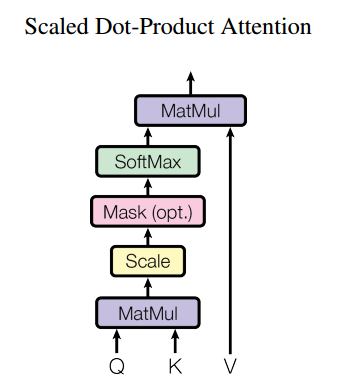 Scaled Dot-Product Attention
MatMul
SoftMax
Mask (opt.)
Scale
MatMul
Q K V